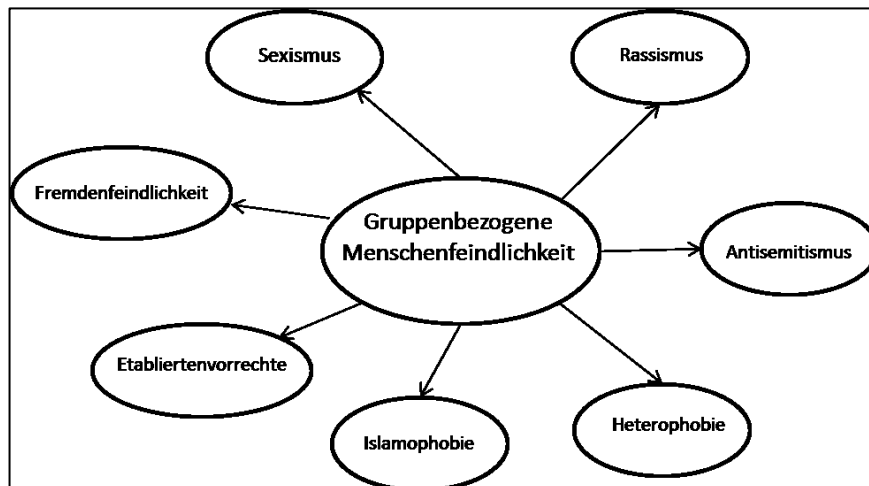 Sexismus
Rassismus
Fremdenfeindlichkeit
Gruppenbezogene
Menschenfeindlichkeit
Antisemitismus
Etabliertenvorrechte
Islamophobie
Heterophobie